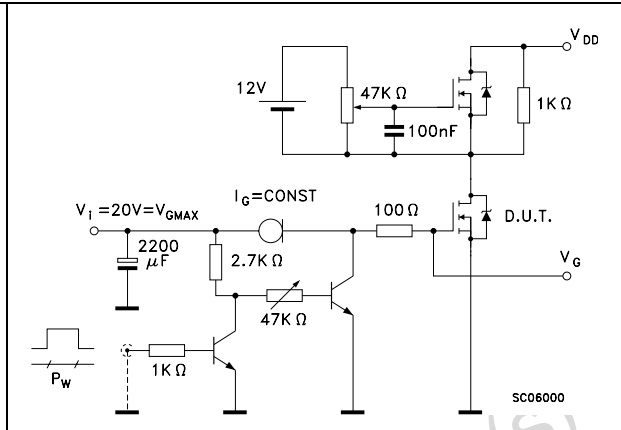 V DD
12V
47K Ω
1K Ω
100nF
I G =CONST
V i =20V=V GMAX
100 Ω
D.U.T.
2200
μF
2.7K Ω
V G
47K Ω
1K Ω
P W
SC06000